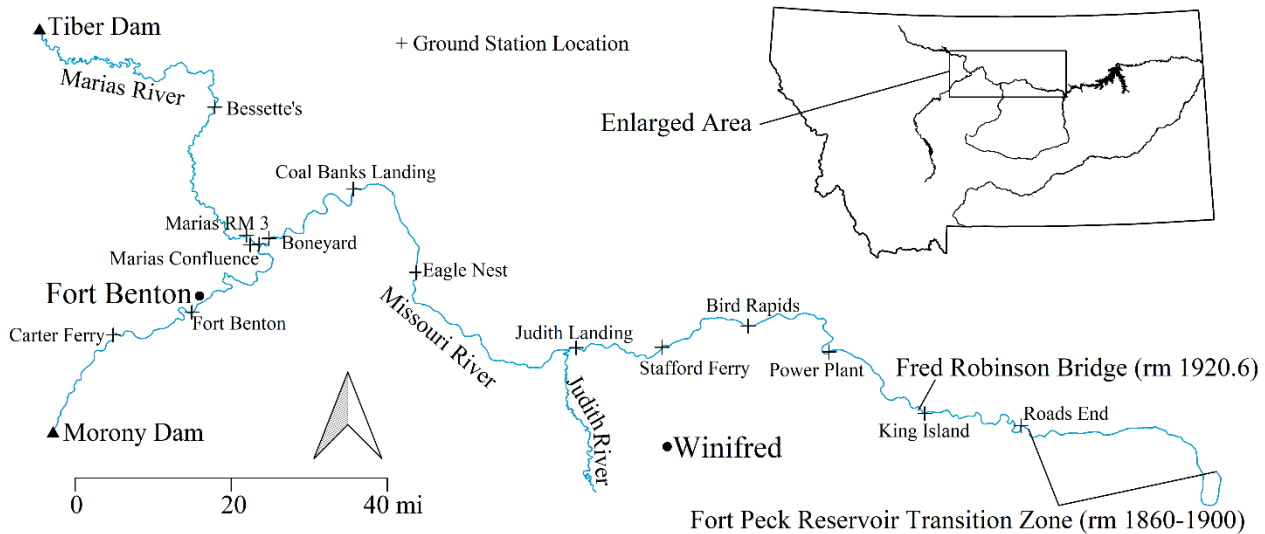 Tiber Dam
+ Ground Station Location
Marias River
Bessette's
Enlarged Area
Coal Banks Landing
Marias RM 3
Boneyard
Marias Confluence
Eagle Nest
Fort Benton
Fort Benton
Carter Ferry
Missouri River
Bird Rapids
Judith Landing
Stafford Ferry
Power Plant
Fred Robinson Bridge (rm 1920.6)
Judith River
King Island
Roads End
Morony Dam
Winifred
0 20 40 mi
Fort Peck Reservoir Transition Zone (rm 1860-1900)